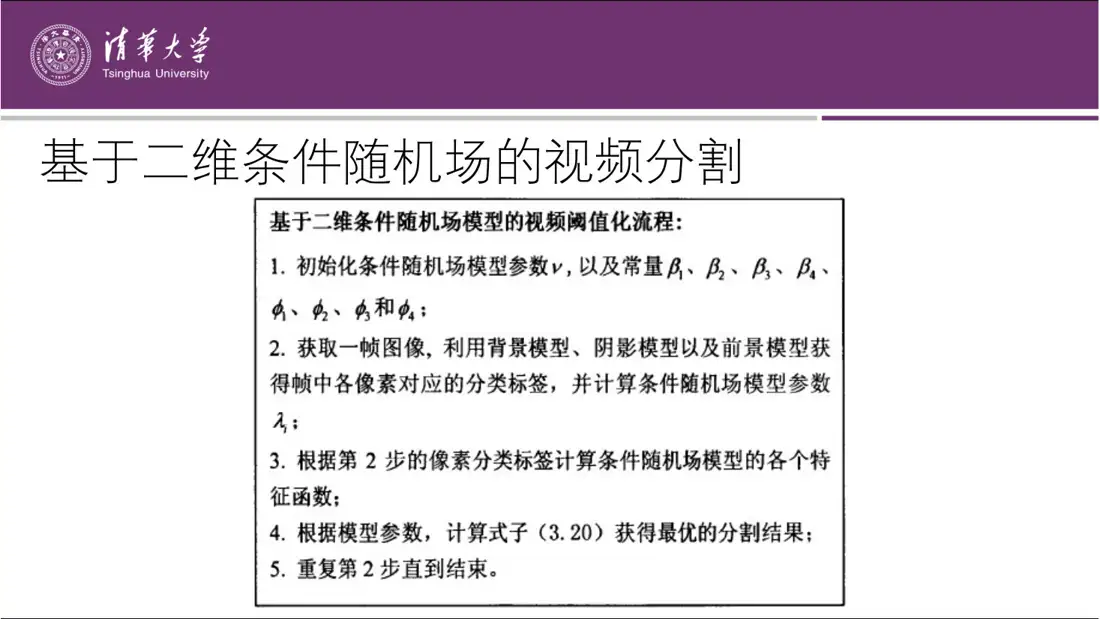 清华大学
Tsinghua University
基于二维条件随机场的视频分割
基于二维条件随机场模型的视频阈值化流程：
1. 初始化条件随机场模型参数ν，以及常量β₁、β₂、β₃、β₄、
ϕ₁、ϕ₂、ϕ₃和ϕ₄；
2. 获取一帧图像，利用背景模型、阴影模型以及前景模型获
得帧中各像素对应的分类标签，并计算条件随机场模型参数
λᵢ；
3. 根据第 2 步的像素分类标签计算条件随机场模型的各个特
征函数；
4. 根据模型参数，计算式子（3.20）获得最优的分割结果；
5. 重复第 2 步直到结束。